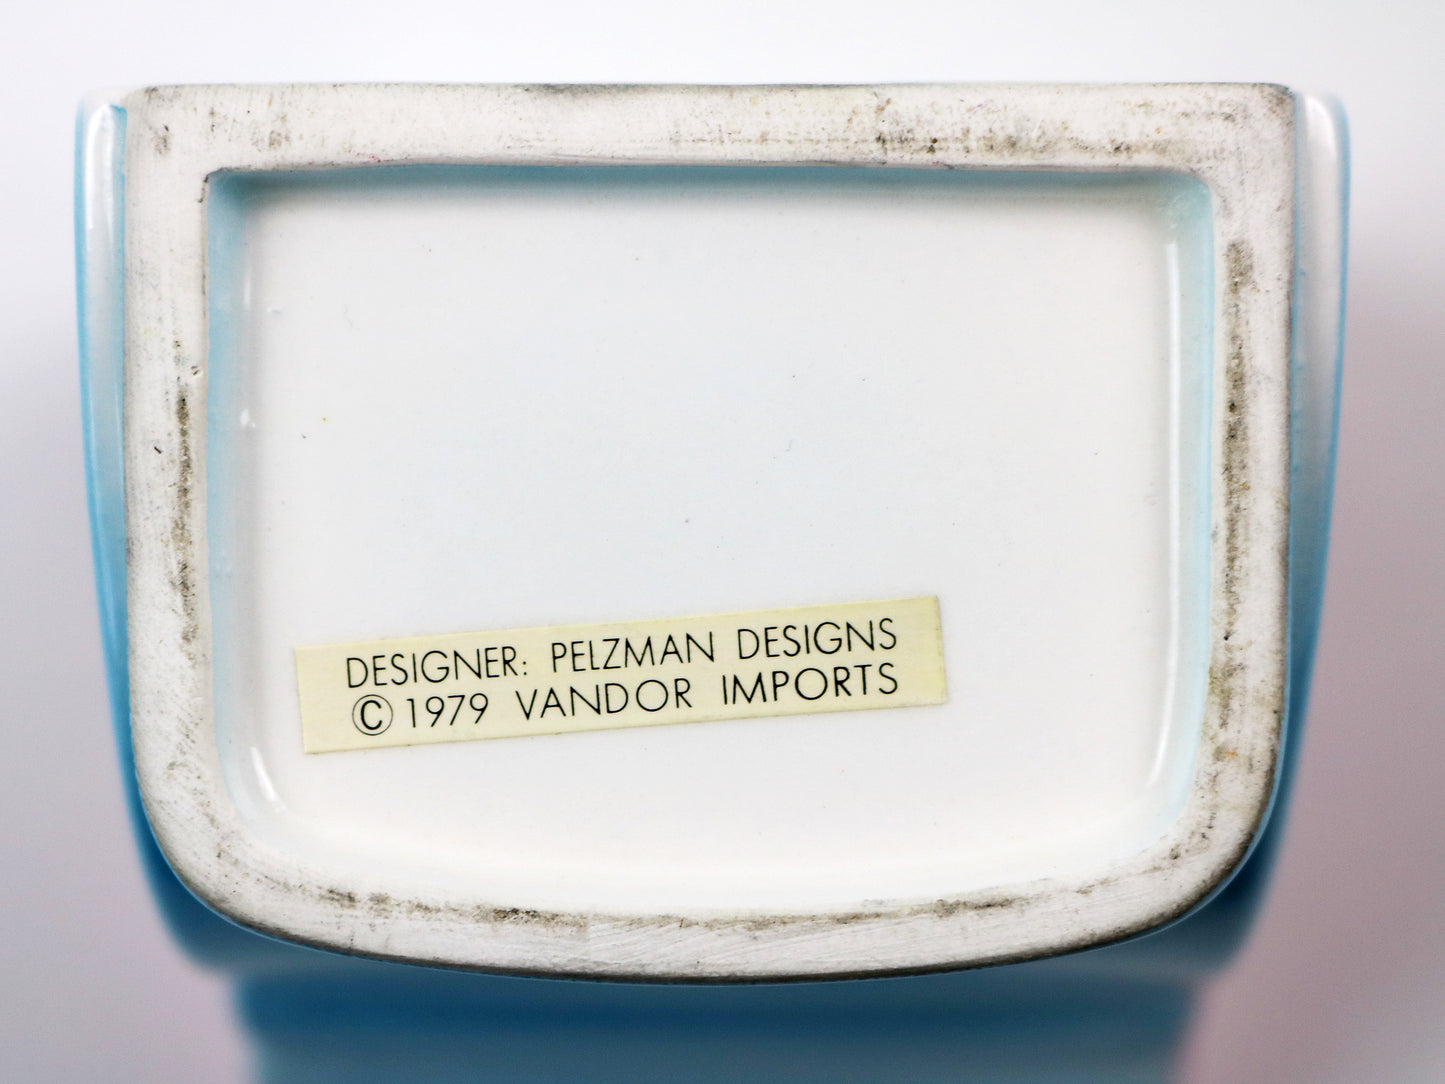 DESIGNER: PELZMAN DESIGNS
©1979 VANDOR IMPORTS